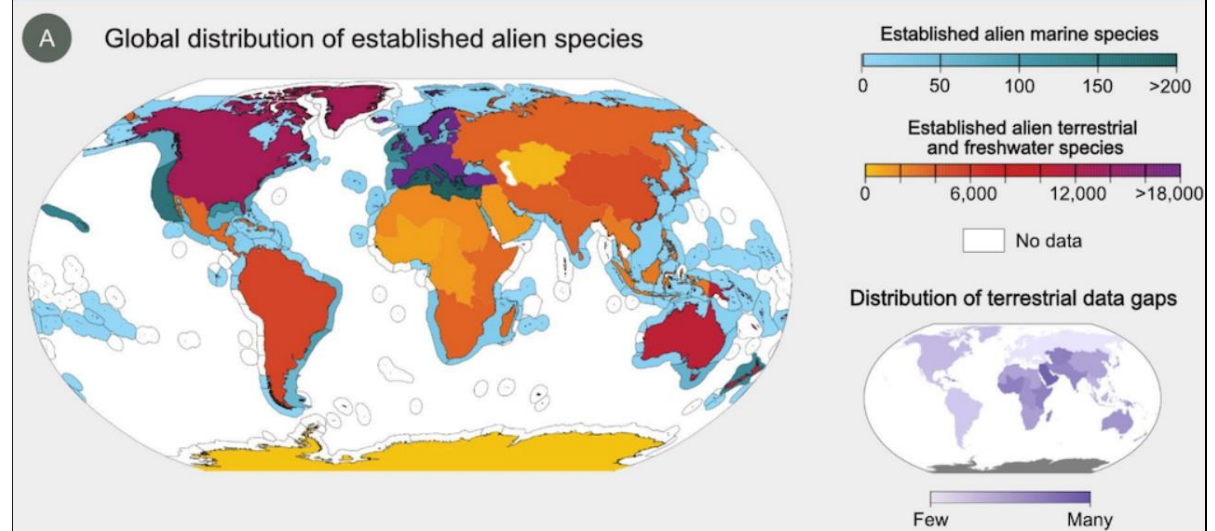 A
Global distribution of established alien species
Established alien marine species
0 50 100 150 >200
Established alien terrestrial
and freshwater species
0 6,000 12,000 >18,000
No data
Distribution of terrestrial data gaps
Few Many